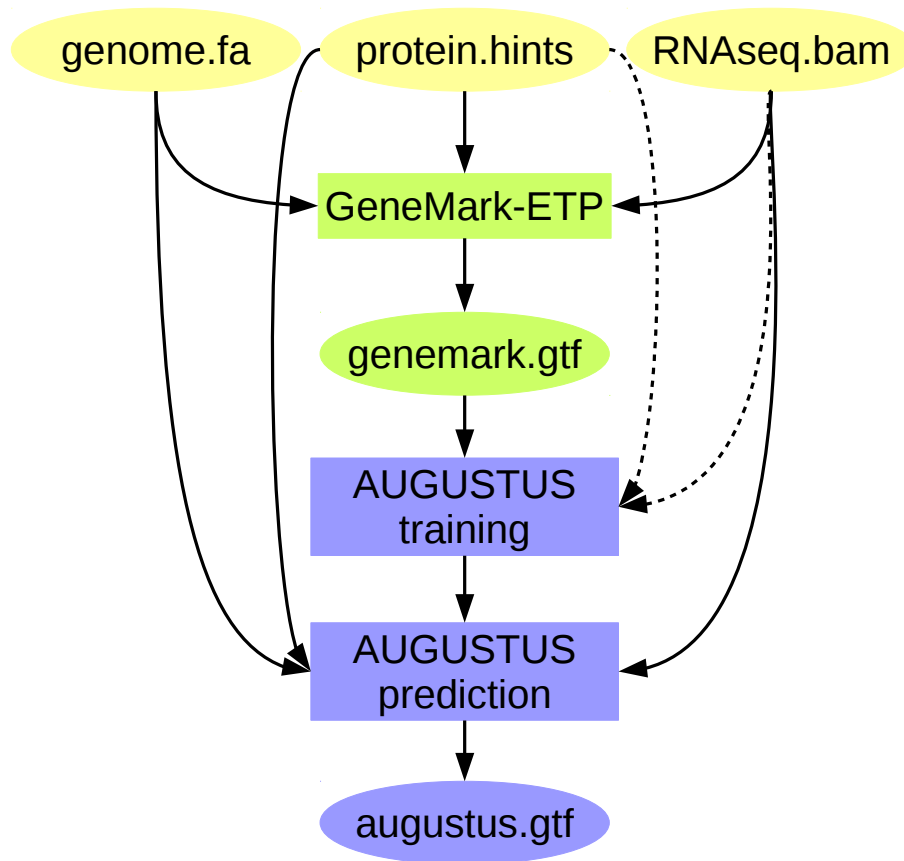 genome.fa
protein.hints
RNAseq.bam
GeneMark-ETP
genemark.gtf
AUGUSTUS
training
AUGUSTUS
prediction
augustus.gtf